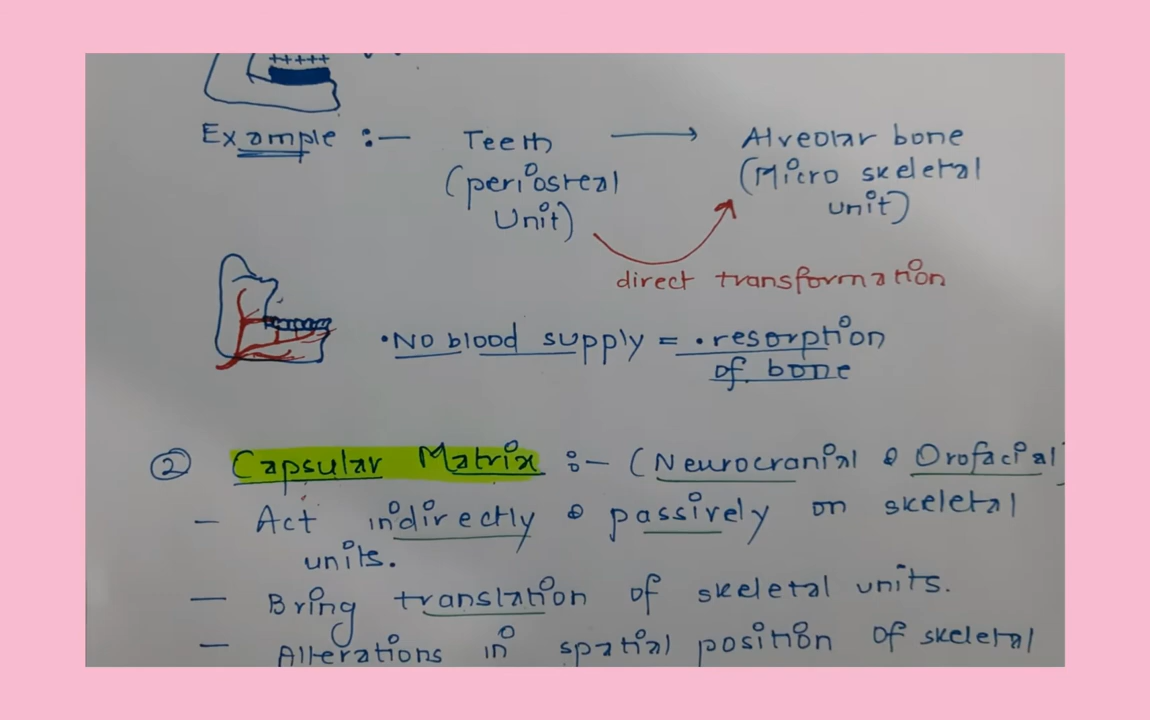 Example :— Teeth → Alveolar bone
(periosteal (Micro skeletal
Unit) unit)
direct transformation
•No blood supply = •resorption
of bone
② Capsular Matrix :— (Neurocranial & Orofacial)
— Act indirectly & passively on skeletal
units.
— Bring translation of skeletal units.
— Alterations in spatial position of skeletal